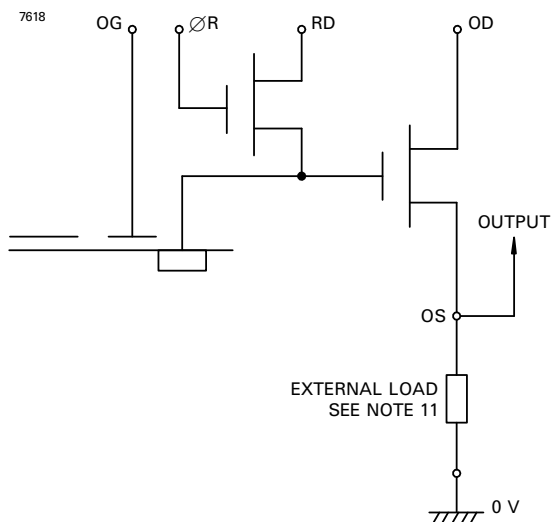 7618
OG
∅R
RD
OD
OUTPUT
OS
EXTERNAL LOAD
SEE NOTE 11
0 V